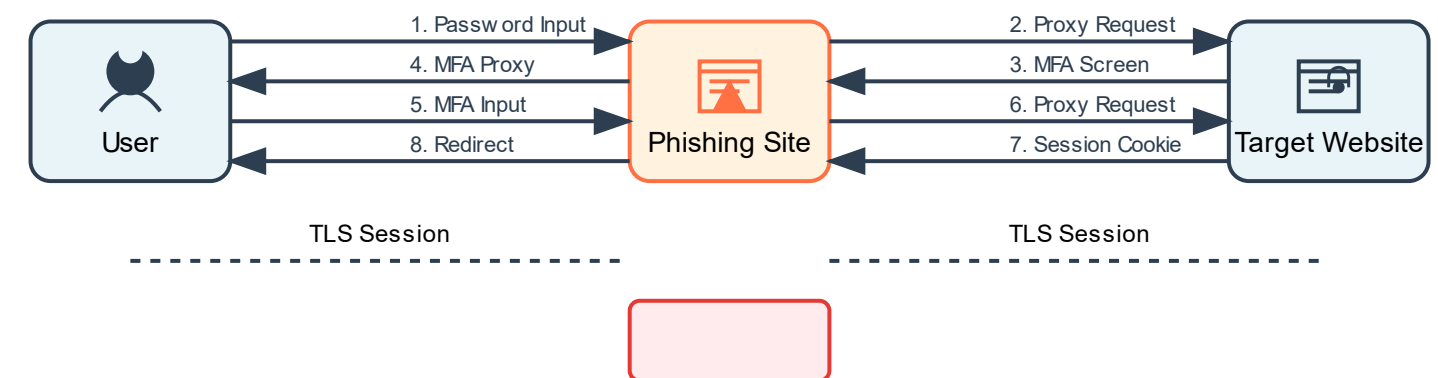 1. Password Input
2. Proxy Request
4. MFA Proxy
3. MFA Screen
5. MFA Input
6. Proxy Request
8. Redirect
7. Session Cookie
User
Phishing Site
Target Website
TLS Session
TLS Session